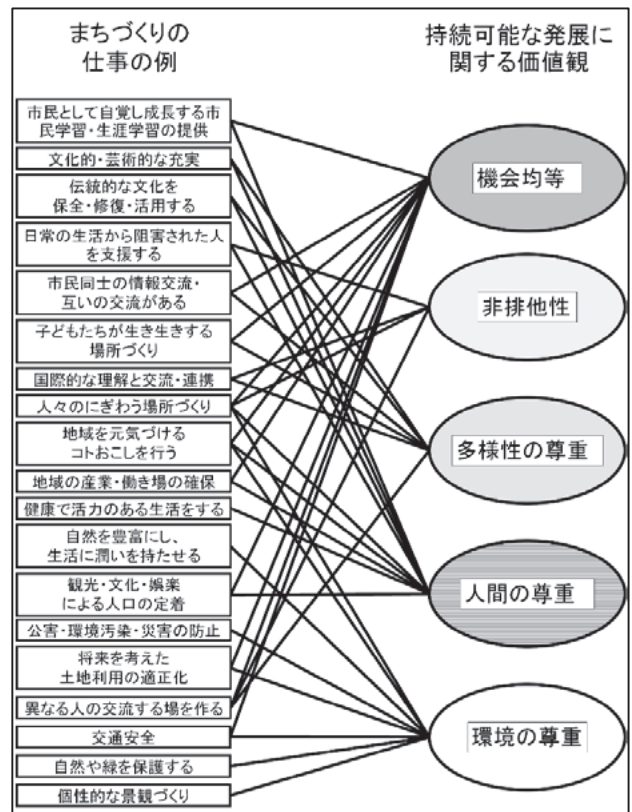 まちづくりの
仕事の例
持続可能な発展に
関する価値観
市民として自覚し成長する市
民学習・生涯学習の提供
文化的・芸術的な充実
伝統的な文化を
保全・修復・活用する
日常の生活から阻害された人
を支援する
市民同士の情報交流・
互いの交流がある
子どもたちが生き生きする
場所づくり
国際的な理解と交流・連携
人々のにぎわう場所づくり
地域を元気づける
コトおこしを行う
地域の産業・働き場の確保
健康で活力のある生活をする
自然を豊富にし、
生活に潤いを持たせる
観光・文化・娯楽
による人口の定着
公害・環境汚染・災害の防止
将来を考えた
土地利用の適正化
異なる人の交流する場を作る
交通安全
自然や緑を保護する
個性的な景観づくり
機会均等
非排他性
多様性の尊重
人間の尊重
環境の尊重